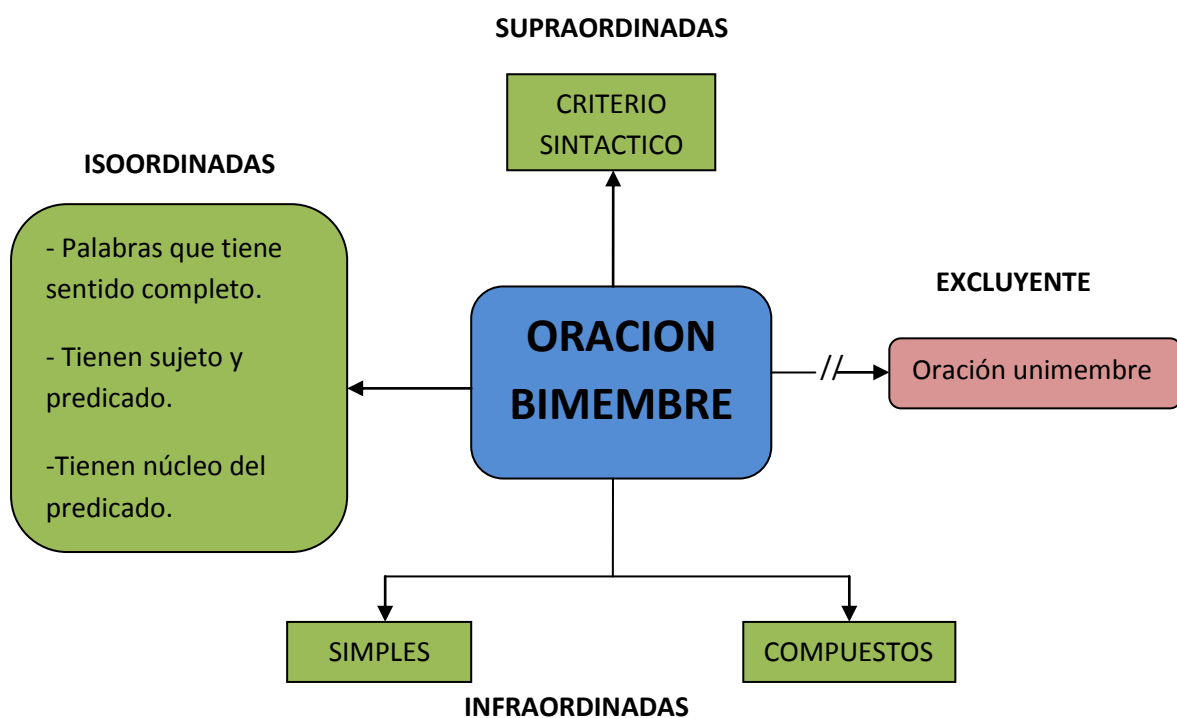 SUPRAORDINADAS
CRITERIO
SINTACTICO
ISOORDINADAS
- Palabras que tiene
sentido completo.
- Tienen sujeto y
predicado.
-Tienen núcleo del
predicado.
ORACION
BIMEMBRE
//
EXCLUYENTE
Oración unimembre
SIMPLES
COMPUESTOS
INFRAORDINADAS